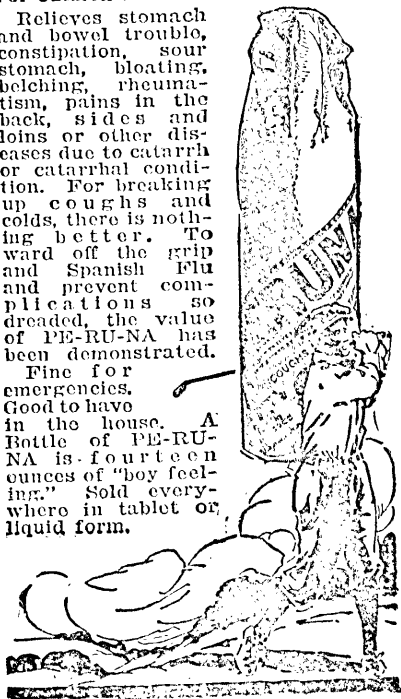 Relieves stomach
and bowel trouble,
constipation, sour
stomach, bloating,
belching, rheuma-
tism, pains in the
back, sides and
loins or other dis-
eases due to catarrh
or catarrhal condi-
tion. For breaking
up coughs and
colds, there is noth-
ing better. To
ward off the grip
and Spanish Flu
and prevent com-
plications so
dreaded, the value
of PE-RU-NA has
been demonstrated.
Fine for
emergencies.
Good to have
in the house. A
Bottle of PE-RU-
NA is fourteen
ounces of "boy feel-
ing." Sold every-
where in tablet or
liquid form.
COUGHS